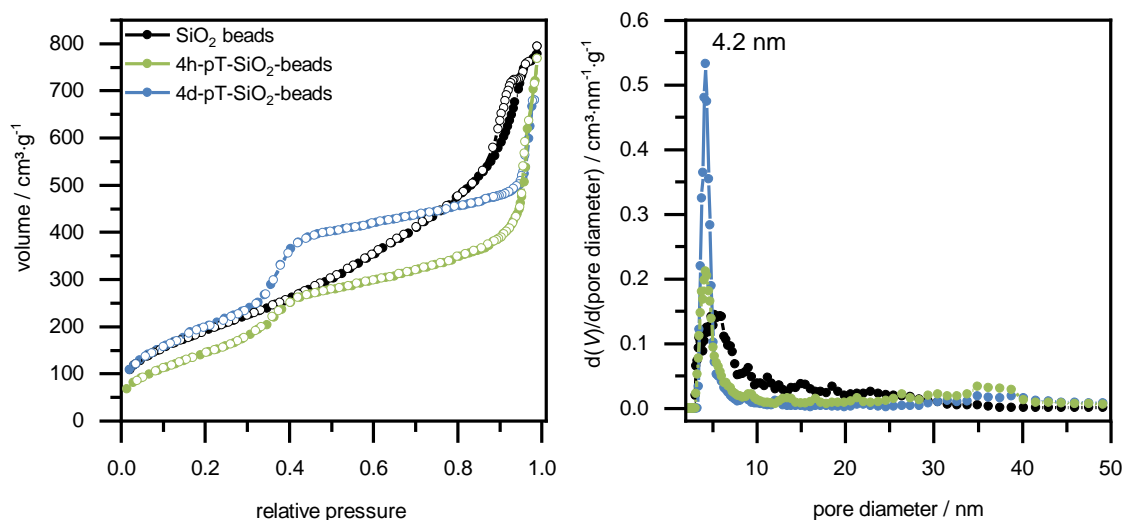 SiO₂ beads
4h-pT-SiO₂-beads
4d-pT-SiO₂-beads
volume / cm³·g⁻¹
800
700
600
500
400
300
200
100
0
0.0 0.2 0.4 0.6 0.8 1.0
relative pressure
4.2 nm
d(V)/d(pore diameter) / cm³·nm⁻¹·g⁻¹
0.6
0.5
0.4
0.3
0.2
0.1
0.0
10 20 30 40 50
pore diameter / nm